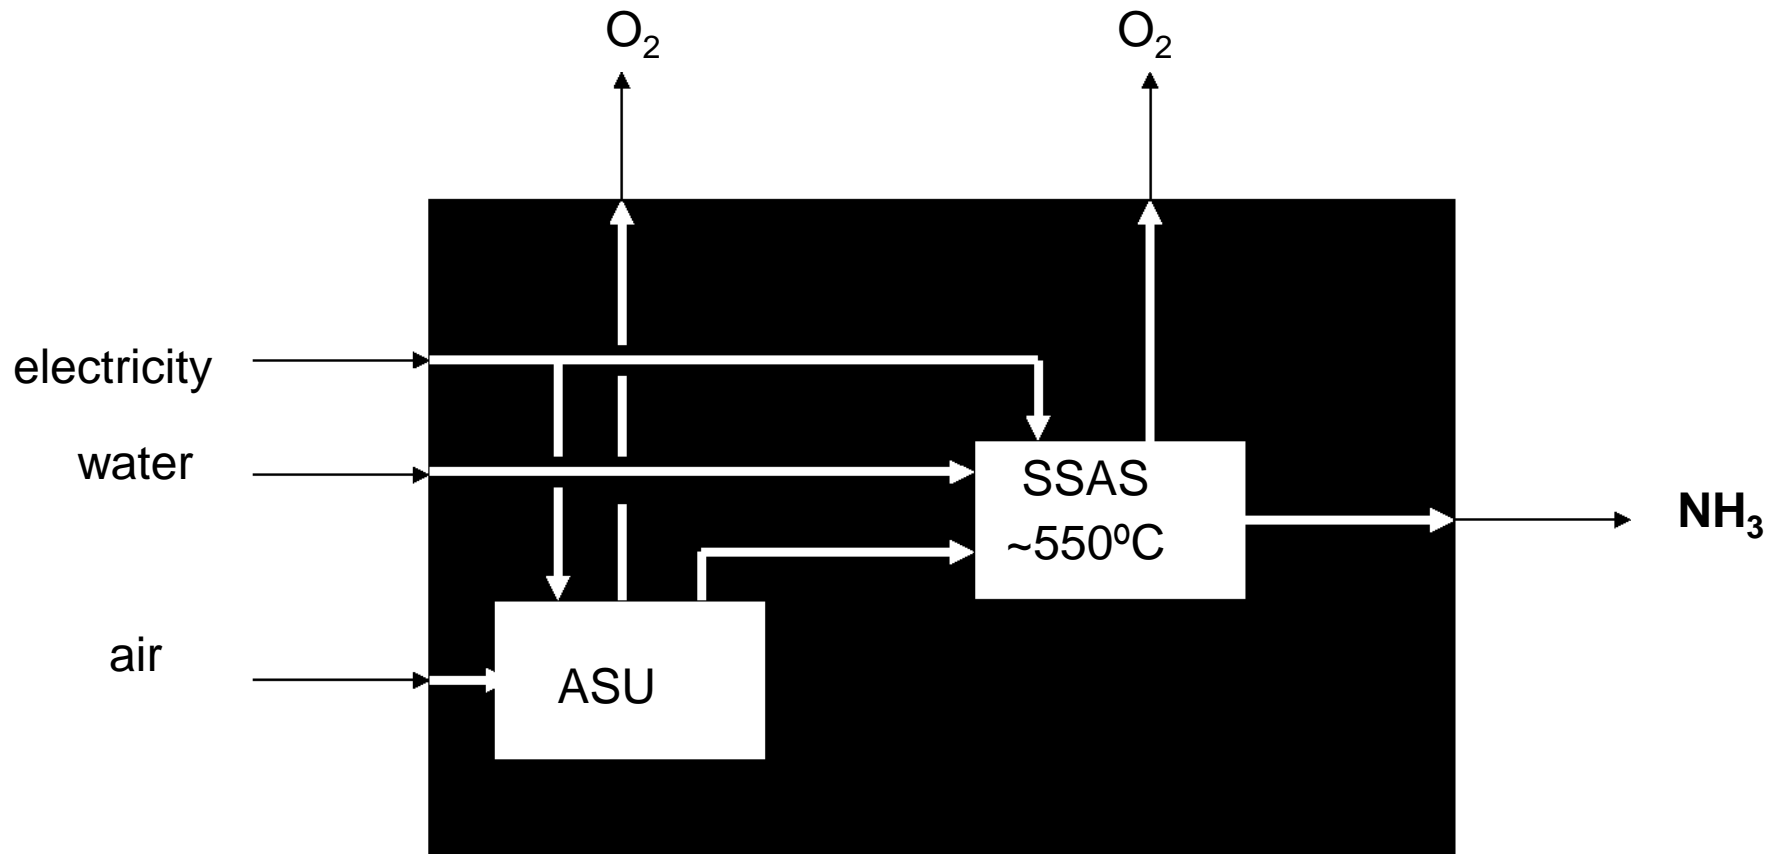 O₂
O₂
electricity
water
SSAS
~550ºC
NH₃
air
ASU